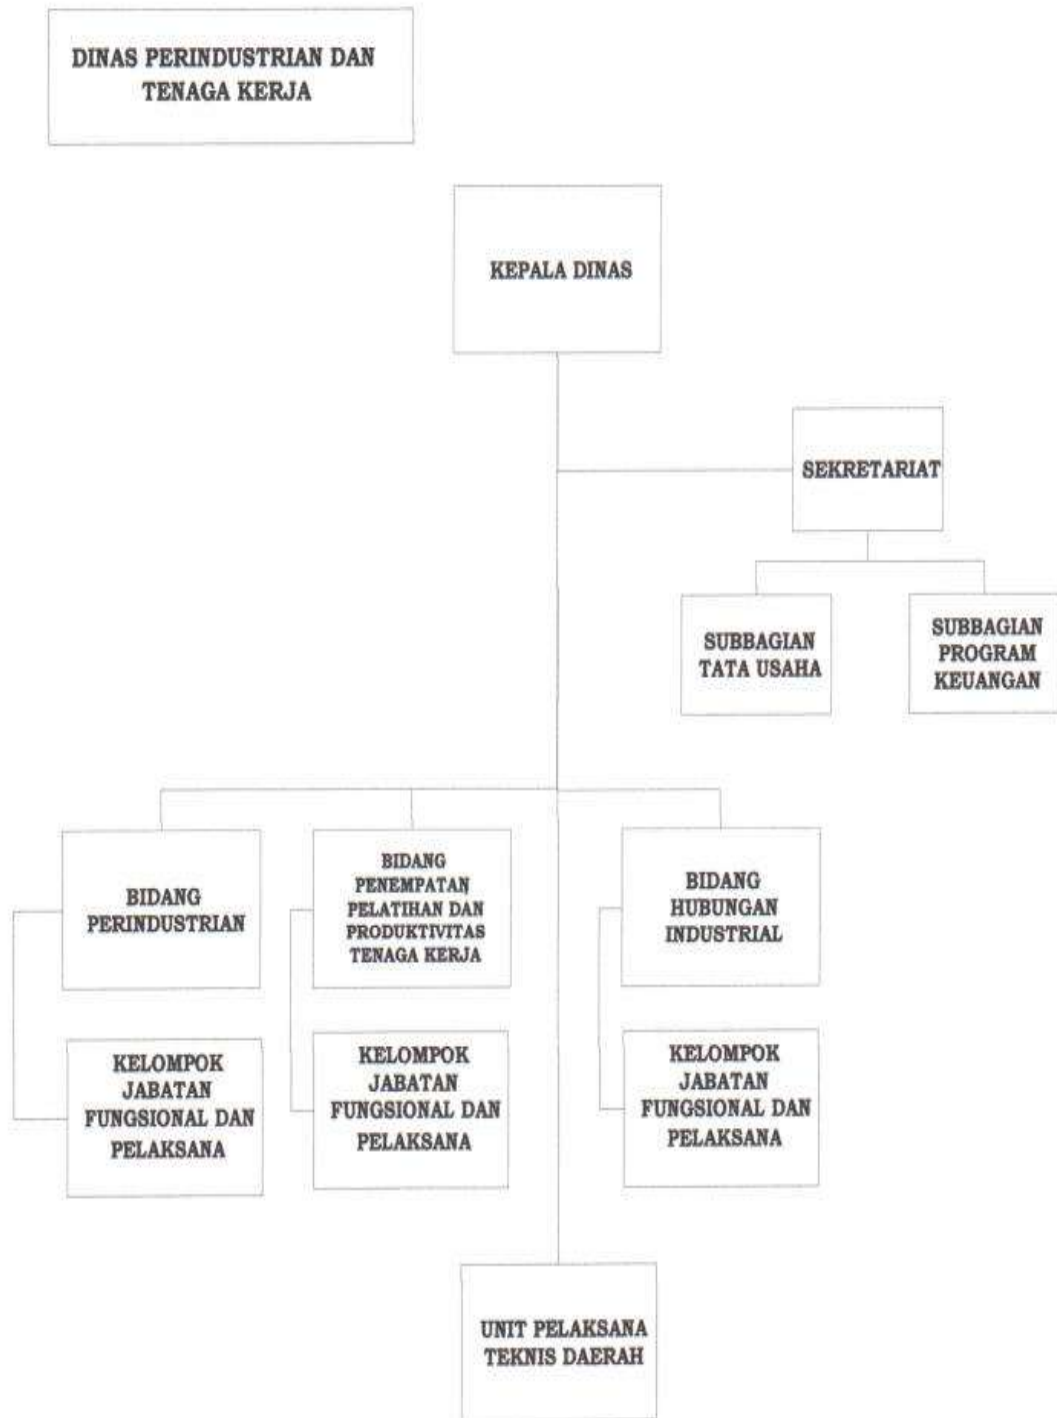 DINAS PERINDUSTRIAN DAN
TENAGA KERJA
KEPALA DINAS
SEKRETARIAT
SUBBAGIAN
TATA USAHA
SUBBAGIAN
PROGRAM
KEUANGAN
BIDANG
PERINDUSTRIAN
BIDANG
PENEMPATAN
PELATIHAN DAN
PRODUKTIVITAS
TENAGA KERJA
BIDANG
HUBUNGAN
INDUSTRIAL
KELOMPOK
JABATAN
FUNGSIONAL DAN
PELAKSANA
KELOMPOK
JABATAN
FUNGSIONAL DAN
PELAKSANA
KELOMPOK
JABATAN
FUNGSIONAL DAN
PELAKSANA
UNIT PELAKSANA
TEKNIS DAERAH